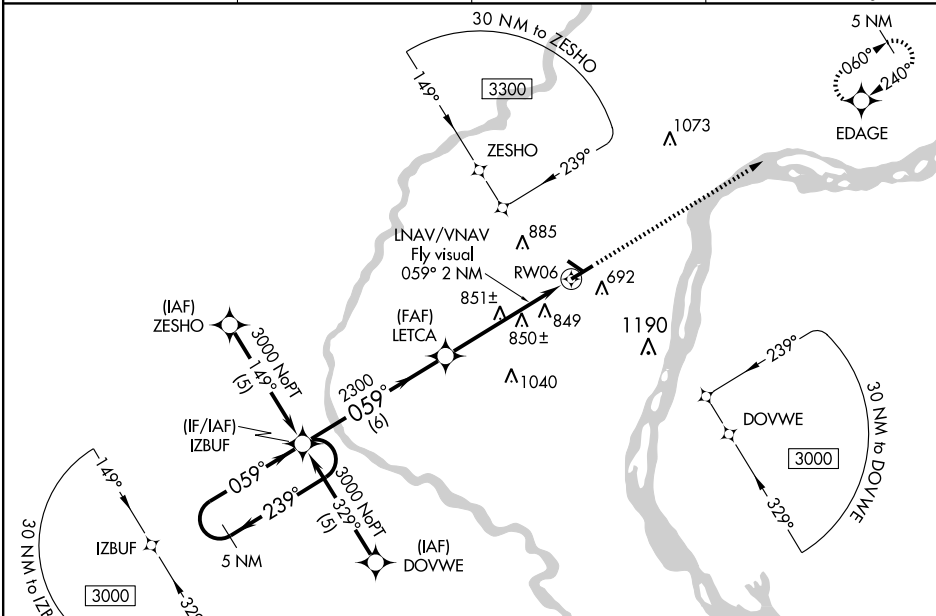 30 NM to ZESHO
149°
3300
ZESHO
239°
5 NM
060°
240°
EDAGE
1073
885
LNAV/VNAV
Fly visual
059° 2 NM
RW06
692
851±
849
850±
(FAF)
LETCA
1190
1040
(IAF)
ZESHO
3000 NoPT
149°
(5)
2300
059°
(6)
(IF/IAF)
IZBUF
059°
239°
5 NM
3000 NoPT
329°
(5)
(IAF)
DOVWE
239°
DOVWE
3000
30 NM to DOVWE
329°
149°
IZBUF
30 NM to IZB
3000
329